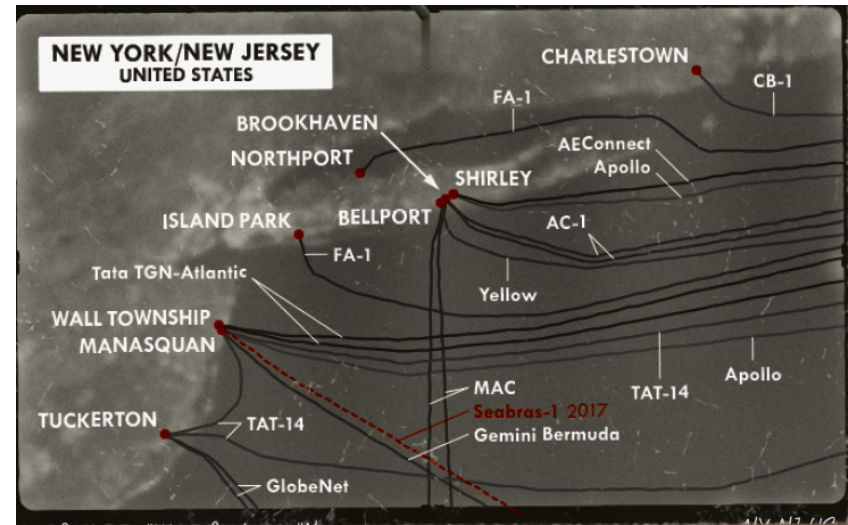 NEW YORK/NEW JERSEY
UNITED STATES
CHARLESTOWN
CB-1
FA-1
BROOKHAVEN
NORTHPORT
AEConnect
Apollo
SHIRLEY
ISLAND PARK
BELLPORT
AC-1
FA-1
Tata TGN-Atlantic
Yellow
WALL TOWNSHIP
MANASQUAN
Apollo
MAC
TAT-14
Seabras-1 2017
TUCKERTON
TAT-14
Gemini Bermuda
GlobeNet